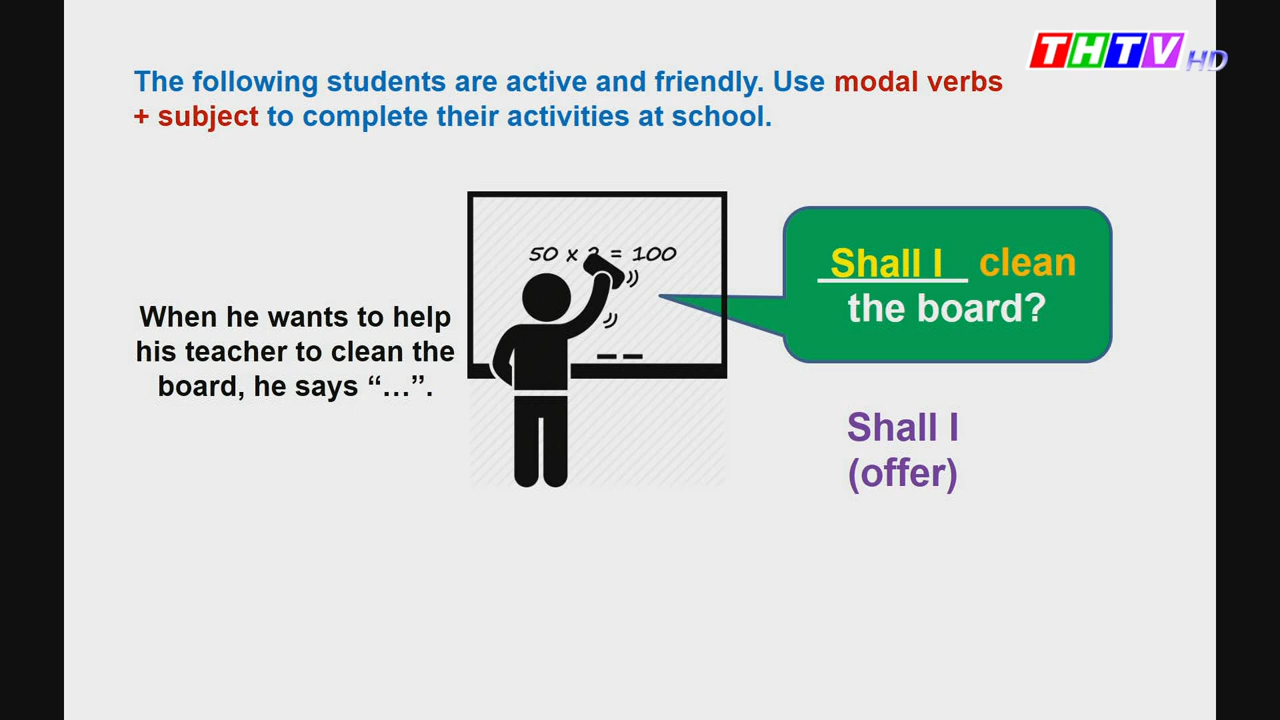 THTV HD
The following students are active and friendly. Use modal verbs
+ subject to complete their activities at school.
50 x 2 = 100
Shall I clean
the board?
When he wants to help
his teacher to clean the
board, he says “…”.
Shall I
(offer)